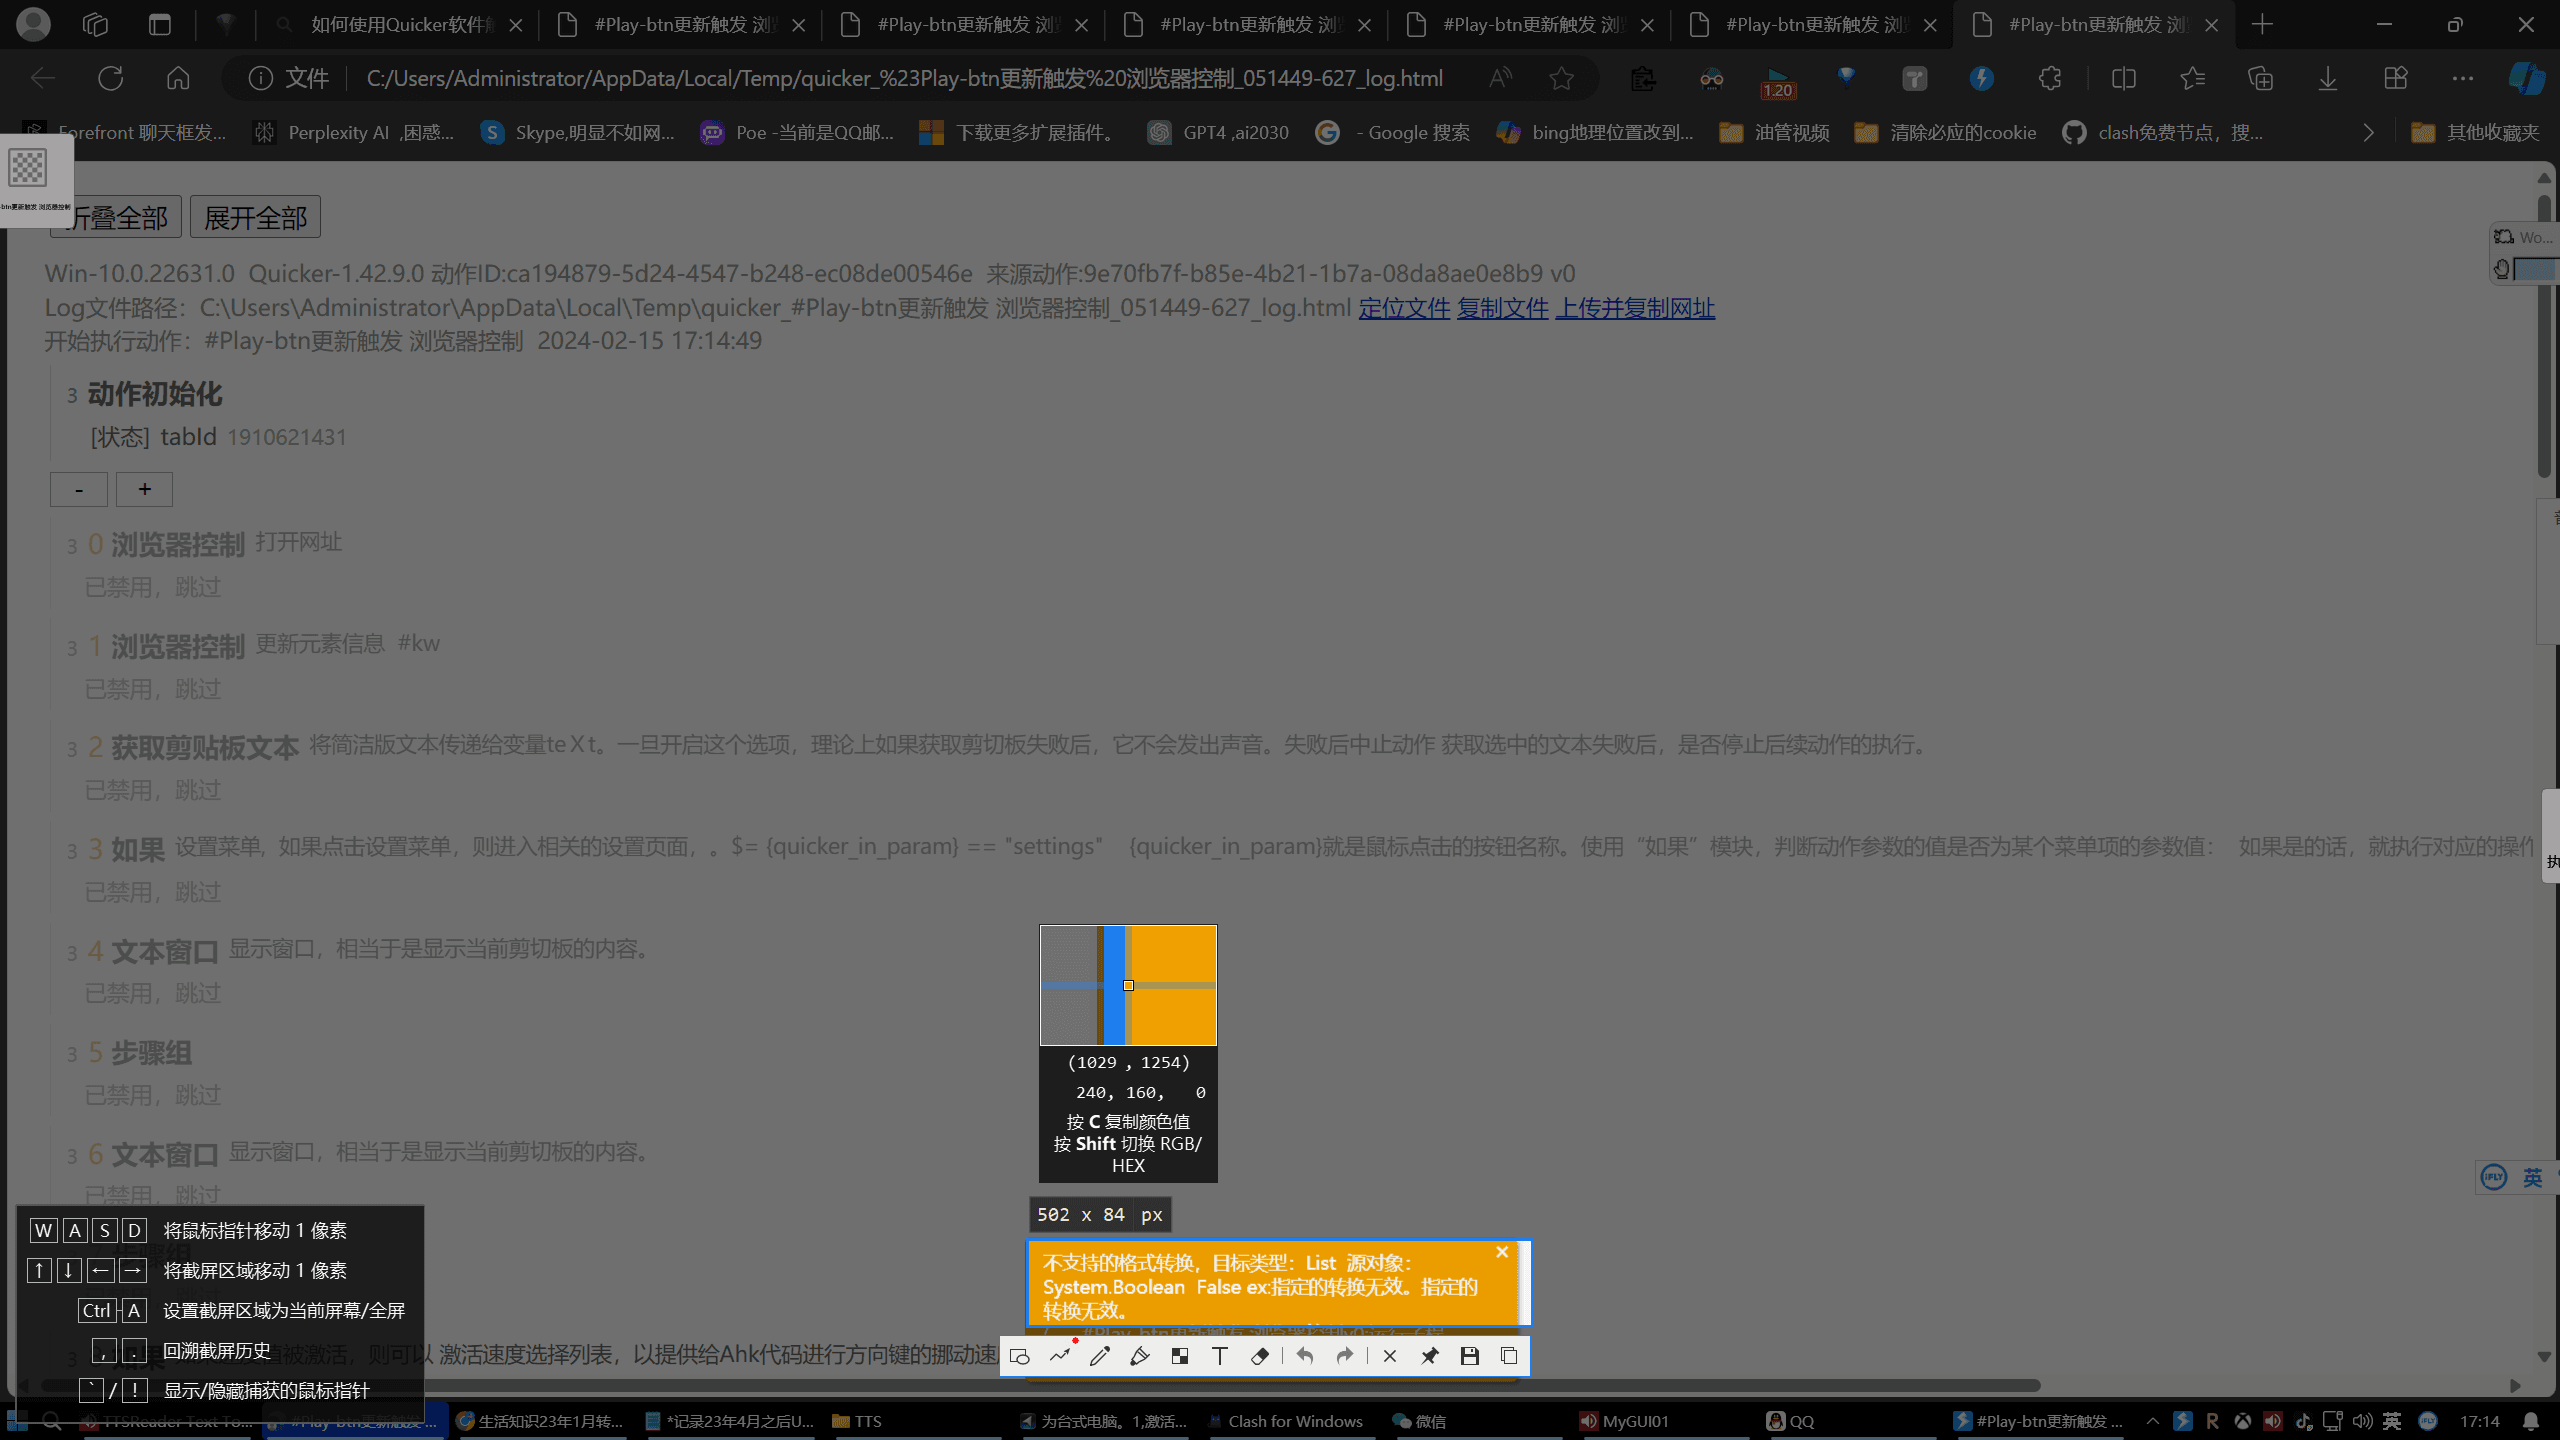 如何使用Quicker软件
#Play-btn更新触发 浏
#Play-btn更新触发 浏
#Play-btn更新触发 浏
#Play-btn更新触发 浏
#Play-btn更新触发 浏
#Play-btn更新触发 浏
文件
C:/Users/Administrator/AppData/Local/Temp/quicker_%23Play-btn更新触发%20浏览器控制_051449-627_log.html
1.20
Forefront 聊天框发...
Perplexity AI ,困惑...
Skype,明显不如网...
Poe -当前是QQ邮...
下载更多扩展插件。
GPT4 ,ai2030
- Google 搜索
bing地理位置改到...
油管视频
清除必应的cookie
clash免费节点，搜...
其他收藏夹
-btn更新触发 浏览器控制
折叠全部 展开全部
Wo...
Win-10.0.22631.0 Quicker-1.42.9.0 动作ID:ca194879-5d24-4547-b248-ec08de00546e 来源动作:9e70fb7f-b85e-4b21-1b7a-08da8ae0e8b9 v0
Log文件路径：C:\Users\Administrator\AppData\Local\Temp\quicker_#Play-btn更新触发 浏览器控制_051449-627_log.html 定位文件 复制文件 上传并复制网址
开始执行动作：#Play-btn更新触发 浏览器控制 2024-02-15 17:14:49
3 动作初始化
[状态] tabId 1910621431
- +
3 0 浏览器控制 打开网址
已禁用，跳过
3 1 浏览器控制 更新元素信息 #kw
已禁用，跳过
3 2 获取剪贴板文本 将简洁版文本传递给变量teXt。一旦开启这个选项，理论上如果获取剪切板失败后，它不会发出声音。失败后中止动作 获取选中的文本失败后，是否停止后续动作的执行。
已禁用，跳过
3 3 如果 设置菜单，如果点击设置菜单，则进入相关的设置页面，。$= {quicker_in_param} == "settings" {quicker_in_param}就是鼠标点击的按钮名称。使用“如果”模块，判断动作参数的值是否为某个菜单项的参数值： 如果是的话，就执行对应的操作
已禁用，跳过
执
3 4 文本窗口 显示窗口，相当于是显示当前剪切板的内容。
已禁用，跳过
3 5 步骤组
已禁用，跳过
3 6 文本窗口 显示窗口，相当于是显示当前剪切板的内容。
已禁用，跳过
(1029 , 1254)
240, 160, 0
按 C 复制颜色值
按 Shift 切换 RGB/
HEX
iFLY 英
502 x 84 px
W A S D 将鼠标指针移动 1 像素
↑ ↓ ← → 将截屏区域移动 1 像素
Ctrl-A 设置截屏区域为当前屏幕/全屏
, . 回溯截屏历史
` / ! 显示/隐藏捕获的鼠标指针
不支持的格式转换，目标类型：List 源对象：
System.Boolean False ex:指定的转换无效。指定的
转换无效。
值被激活，则可以 激活速度选择列表，以提供给Ahk代码进行方向键的挪动速
TTSReader Text To...
#Play-btn更新触发 ...
生活知识23年1月转...
*记录23年4月之后U...
TTS
为台式电脑。1,激活...
Clash for Windows
微信
MyGUI01
QQ
#Play-btn更新触发 ...
英
17:14